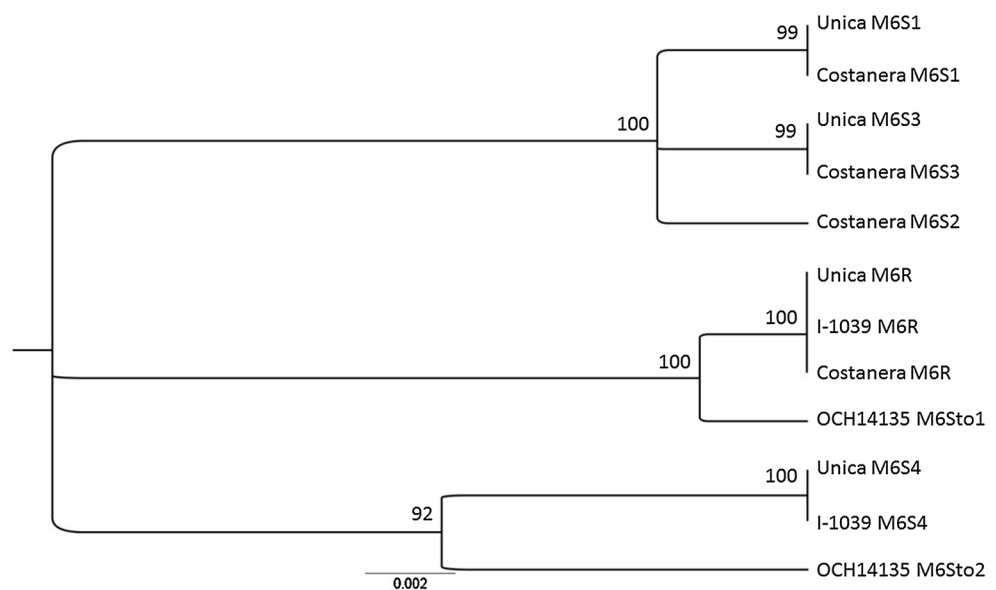 Unica M6S1
99
Costanera M6S1
Unica M6S3
100
99
Costanera M6S3
Costanera M6S2
Unica M6R
100
I-1039 M6R
100
Costanera M6R
OCH14135 M6Sto1
Unica M6S4
100
92
I-1039 M6S4
OCH14135 M6Sto2
0.002